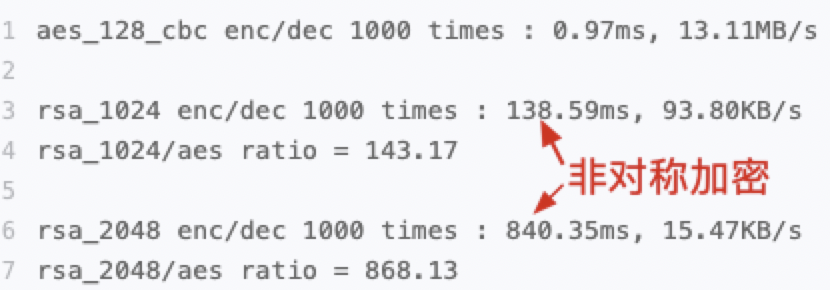 1 aes_128_cbc enc/dec 1000 times : 0.97ms, 13.11MB/s
2
3 rsa_1024 enc/dec 1000 times : 138.59ms, 93.80KB/s
4 rsa_1024/aes ratio = 143.17
非对称加密
5
6 rsa_2048 enc/dec 1000 times : 840.35ms, 15.47KB/s
7 rsa_2048/aes ratio = 868.13